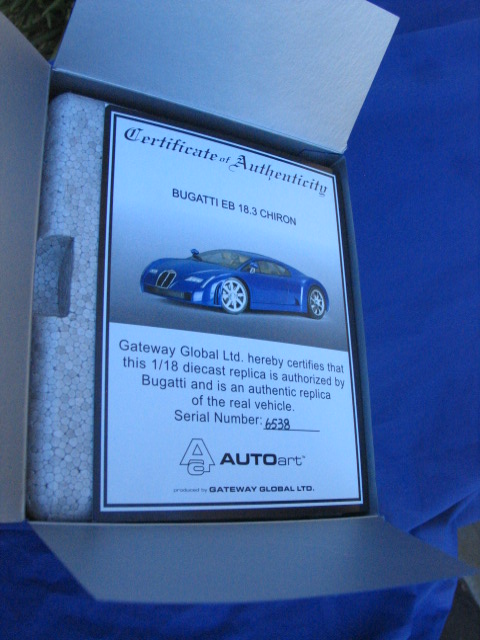 Certificate of Authenticity
BUGATTI EB 18.3 CHIRON
Gateway Global Ltd. hereby certifies that
this 1/18 diecast replica is authorized by
Bugatti and is an authentic replica
of the real vehicle.
Serial Number: 6538
AUTOart™
produced by GATEWAY GLOBAL LTD.